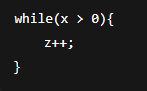 while(x > 0){
    z++;
}